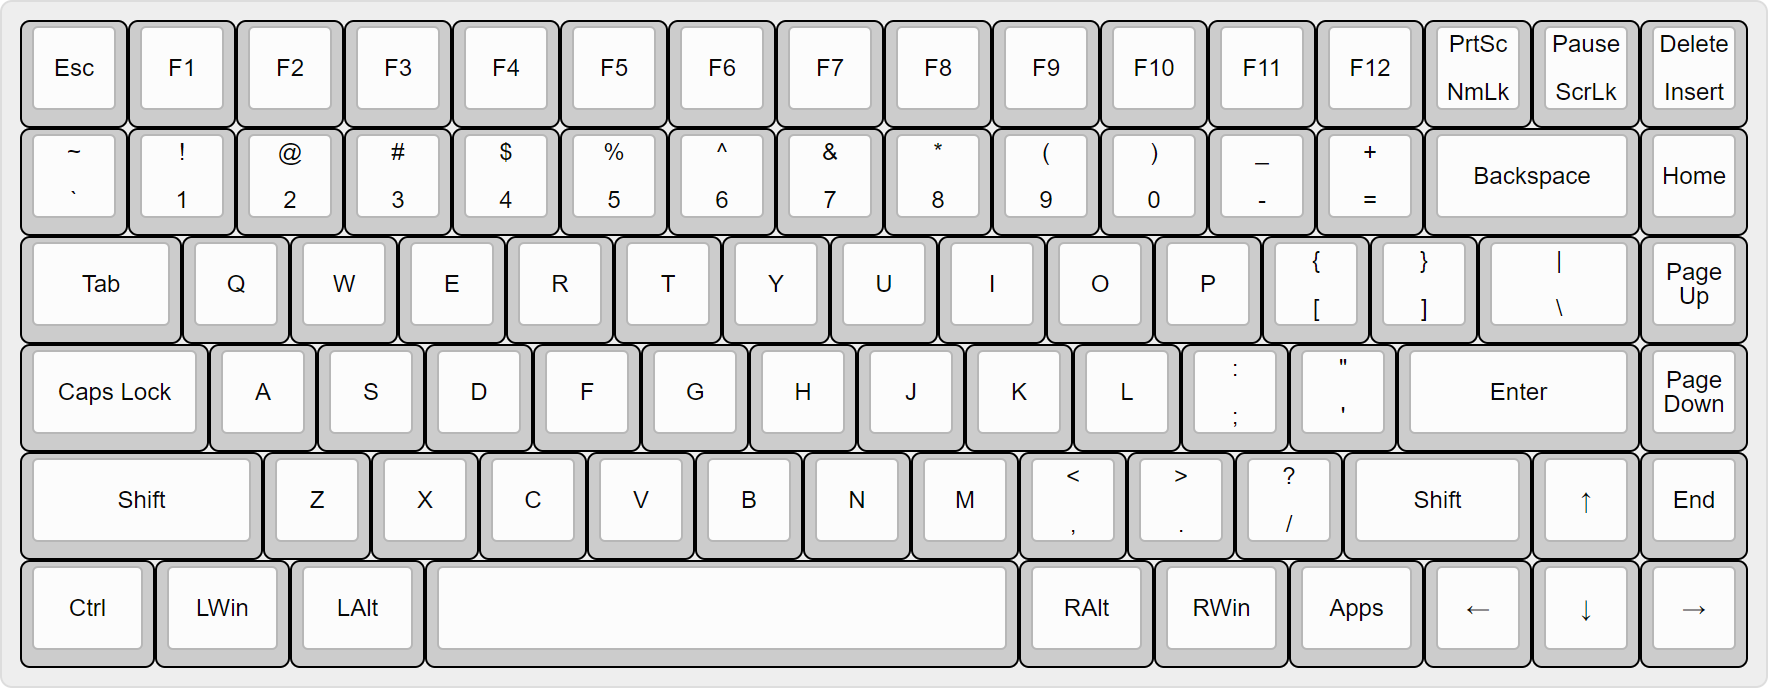 Esc F1 F2 F3 F4 F5 F6 F7 F8 F9 F10 F11 F12 PrtSc Pause Delete
NmLk ScrLk Insert
~ ! @ # $ % ^ & * ( ) _ + Backspace Home
` 1 2 3 4 5 6 7 8 9 0 - =
Tab Q W E R T Y U I O P { } | Page
Up
[ ] \
Caps Lock A S D F G H J K L : " Enter Page
Down
; '
Shift Z X C V B N M < > ? Shift ↑ End
, . /
Ctrl LWin LAlt RAlt RWin Apps ← ↓ →